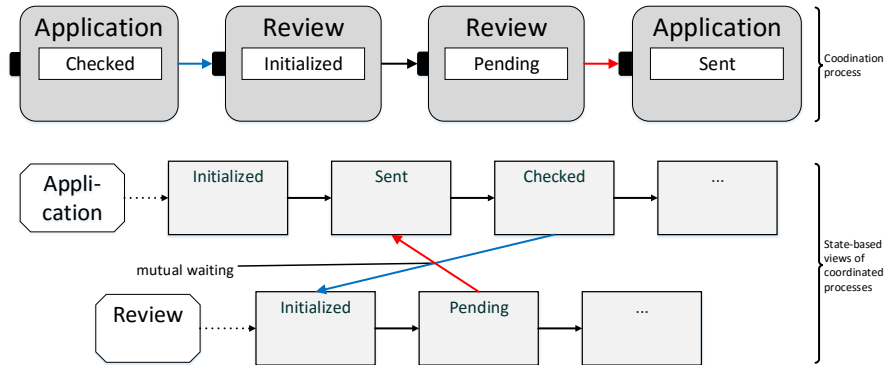 Application
Checked
Review
Initialized
Review
Pending
Application
Sent
Coodination
process
Appli-
cation
Initialized
Sent
Checked
...
mutual waiting
Review
Initialized
Pending
...
State-based
views of
coordinated
processes